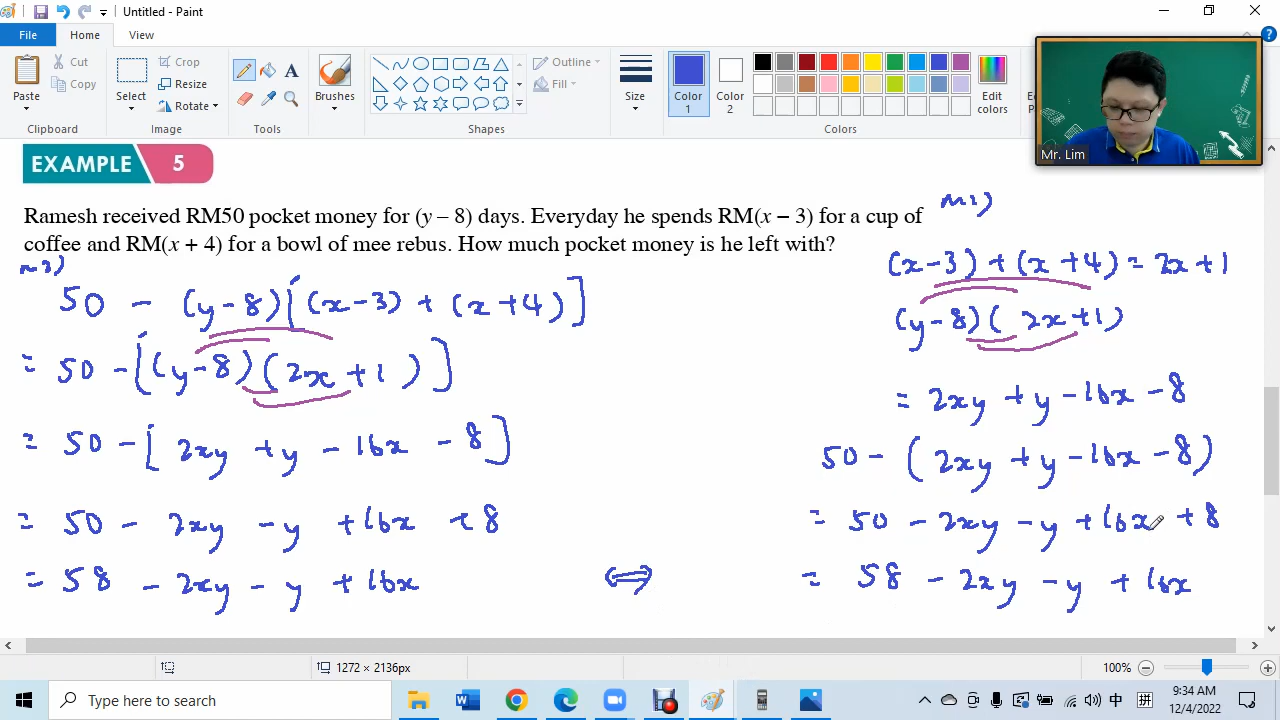 Untitled - Paint
File Home View
Paste Cut Copy Clipboard
Select Crop Resize Rotate Image
Tools
Brushes
Outline Fill Shapes
Size
Color 1
Color 2
Edit colors
Colors
Mr. Lim
EXAMPLE 5
Ramesh received RM50 pocket money for (y – 8) days. Everyday he spends RM(x − 3) for a cup of
coffee and RM(x + 4) for a bowl of mee rebus. How much pocket money is he left with?
50 - (y-8)[(x-3) + (x+4)]
= 50 - [(y-8)(2x+1)]
= 50 - [2xy + y - 16x - 8]
= 50 - 2xy - y + 16x + 8
= 58 - 2xy - y + 16x
⇔
(x-3) + (x+4) = 2x+1
(y-8)(2x+1)
= 2xy + y - 16x - 8
50 - (2xy + y - 16x - 8)
= 50 - 2xy - y + 16x + 8
= 58 - 2xy - y + 16x
1272 × 2136px
100%
Type here to search
中 拼
9:34 AM
12/4/2022